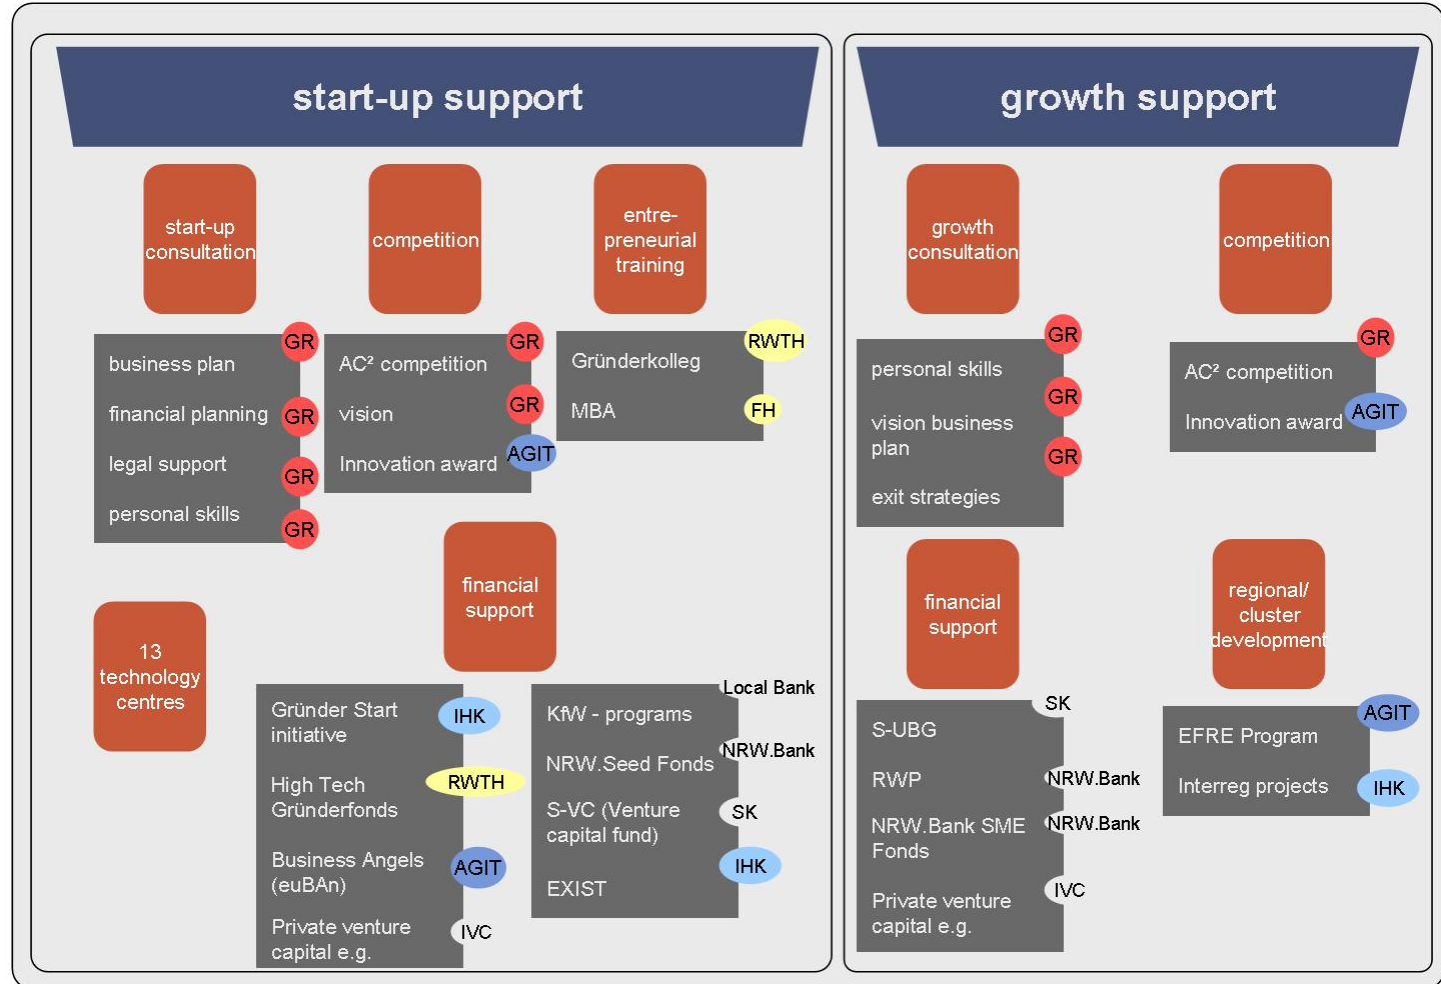 start-up support
start-up
consultation
competition
entre-
preneurial
training
business plan
GR
financial planning
GR
legal support
GR
personal skills
GR
AC² competition
GR
vision
GR
Innovation award
AGIT
Gründerkolleg
RWTH
MBA
FH
13
technology
centres
financial
support
Gründer Start
initiative
IHK
High Tech
Gründerfonds
RWTH
Business Angels
(euBAn)
AGIT
Private venture
capital e.g.
IVC
KfW - programs
Local Bank
NRW.Seed Fonds
NRW.Bank
S-VC (Venture
capital fund)
SK
EXIST
IHK
growth support
growth
consultation
competition
personal skills
GR
vision business
plan
GR
exit strategies
GR
AC² competition
GR
Innovation award
AGIT
financial
support
regional/
cluster
development
S-UBG
SK
RWP
NRW.Bank
NRW.Bank SME
Fonds
NRW.Bank
Private venture
capital e.g.
IVC
EFRE Program
AGIT
Interreg projects
IHK